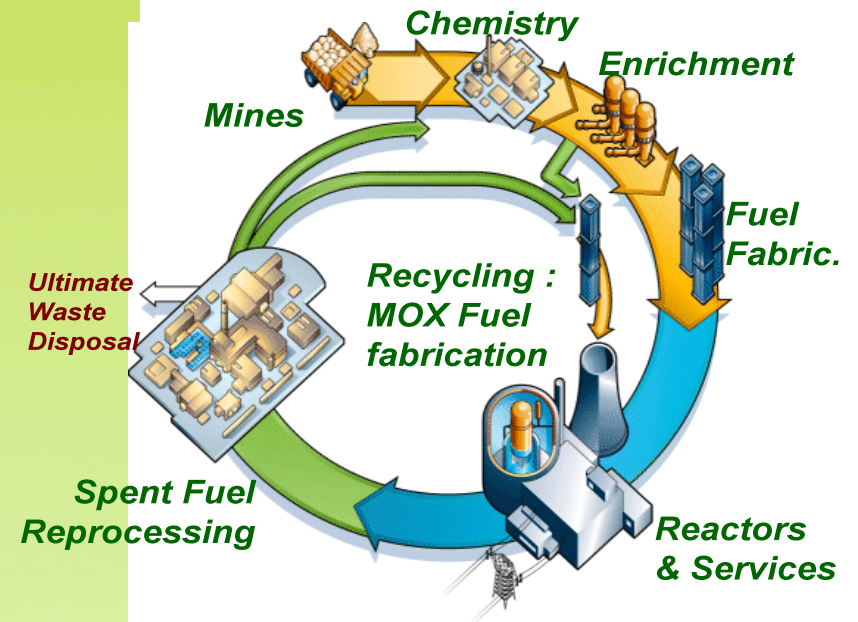 Chemistry
Enrichment
Mines
Fuel
Fabric.
Recycling :
MOX Fuel
fabrication
Ultimate
Waste
Disposal
Spent Fuel
Reprocessing
Reactors
& Services